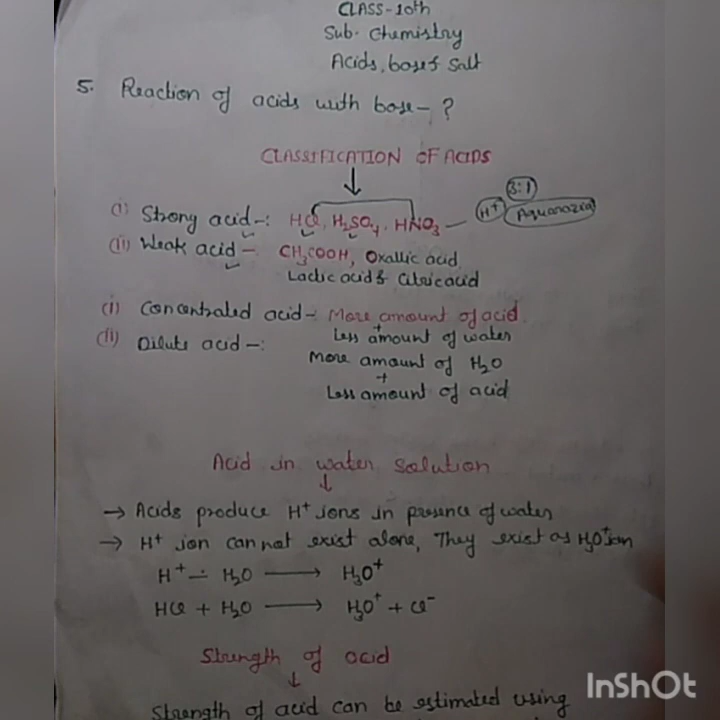 CLASS-10th
Sub. Chemistry
Acids, base & Salt
5. Reaction of acids with base - ?
CLASSIFICATION OF ACIDS
↓
3:1
(i) Strong acid -: HCl, H₂SO₄, HNO₃ — H⁺ Aquaregia
(ii) Weak acid - CH₃COOH, Oxallic acid
Lactic acid & Citric acid
(i) Concentrated acid -: More amount of acid
+
Less amount of water
(ii) Dilute acid -:
More amount of H₂O
+
Less amount of acid
Acid in water solution
↓
→ Acids produce H⁺ ions in presence of water
→ H⁺ ion can not exist alone, They exist as H₃O⁺ ion
H⁺ + H₂O ⟶ H₃O⁺
HCl + H₂O ⟶ H₃O⁺ + Cl⁻
Strength of acid
↓
Strength of acid can be estimated using
InShOt